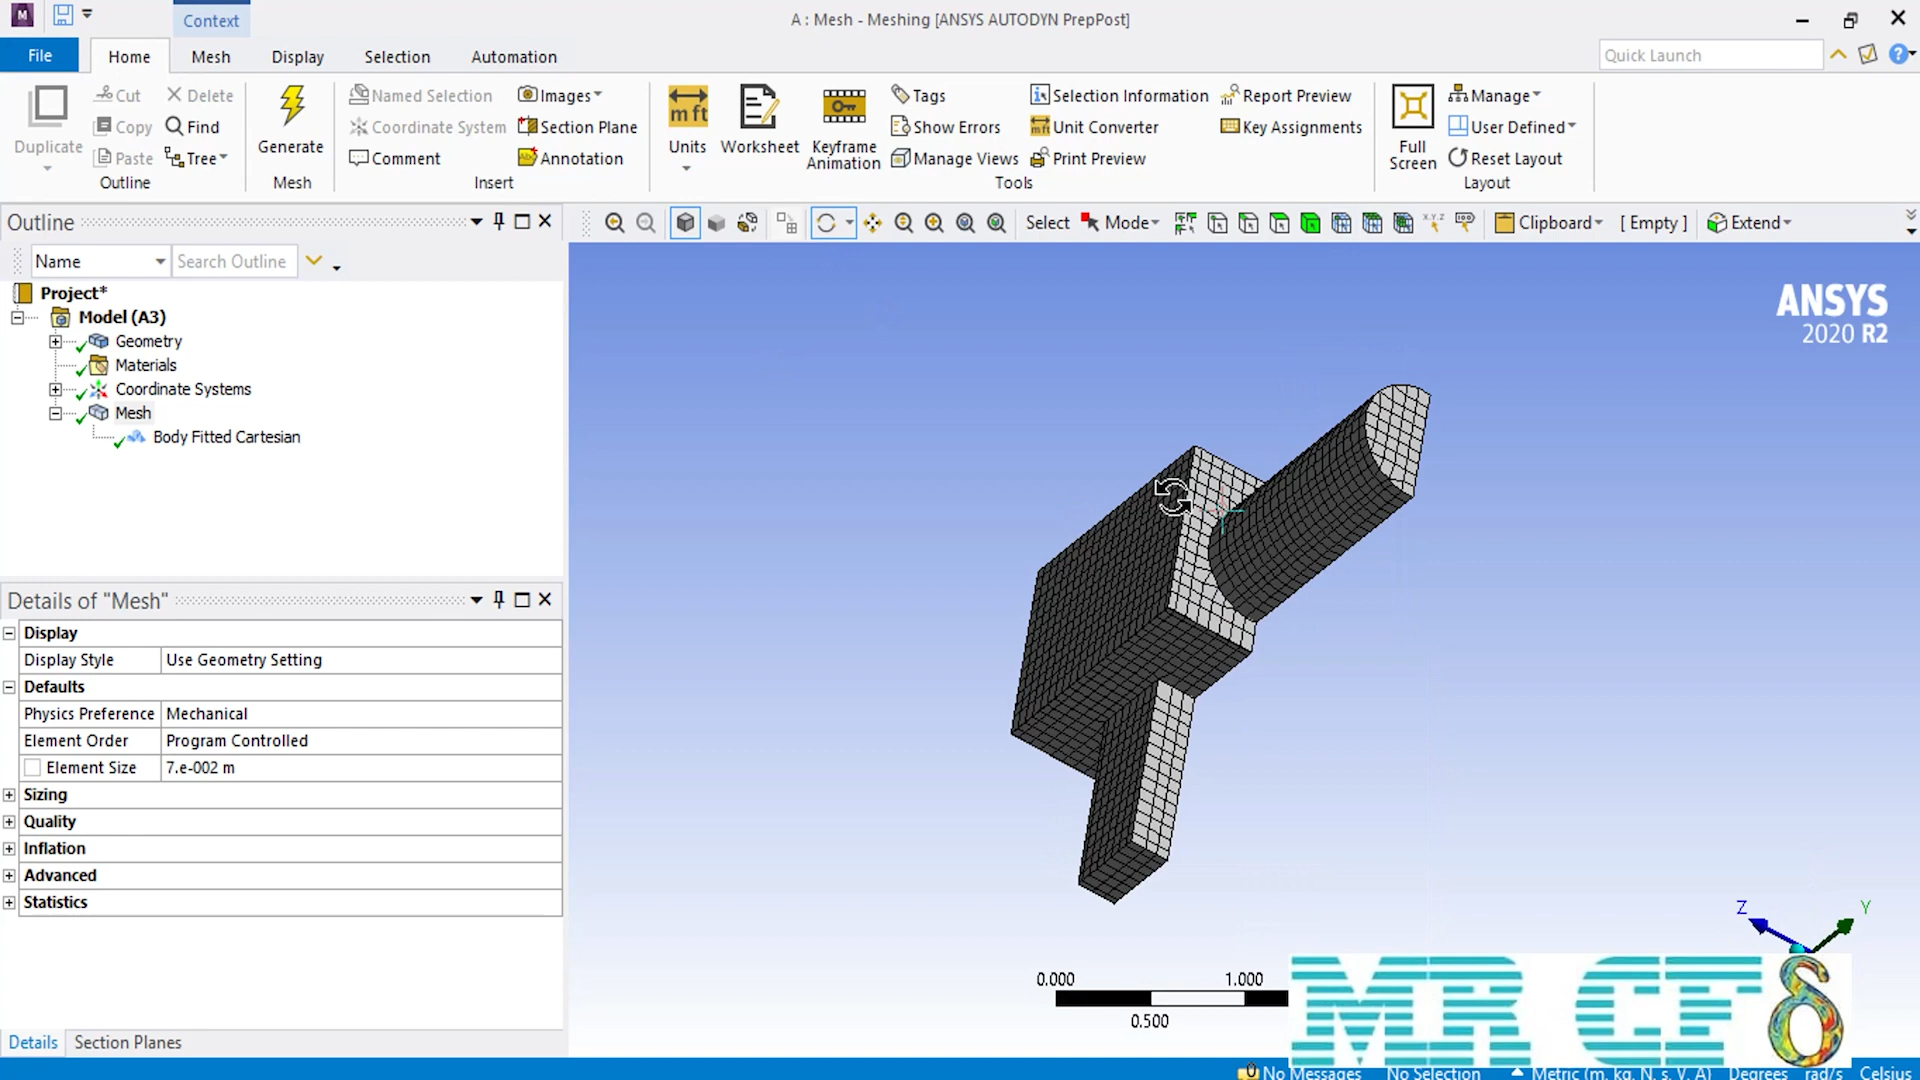 Context
A : Mesh - Meshing [ANSYS AUTODYN PrepPost]
File
Home
Mesh
Display
Selection
Automation
Quick Launch
Duplicate
Cut
Copy
Paste
Delete
Find
Tree
Outline
Generate
Mesh
Named Selection
Coordinate System
Comment
Images
Section Plane
Annotation
Insert
Units
Worksheet
Keyframe
Animation
Tags
Show Errors
Manage Views
Selection Information
Unit Converter
Print Preview
Report Preview
Key Assignments
Tools
Full
Screen
Manage
User Defined
Reset Layout
Layout
Outline
Name
Search Outline
Project*
Model (A3)
Geometry
Materials
Coordinate Systems
Mesh
Body Fitted Cartesian
Select
Mode
Clipboard
[ Empty ]
Extend
ANSYS
2020 R2
Details of "Mesh"
Display
Display Style Use Geometry Setting
Defaults
Physics Preference Mechanical
Element Order Program Controlled
Element Size 7.e-002 m
Sizing
Quality
Inflation
Advanced
Statistics
Details
Section Planes
0.000 1.000
0.500
Z Y
MR CF
0 No Messages
No Selection
Metric (m, kg, N, s, V, A)
Degrees
rad/s
Celsius